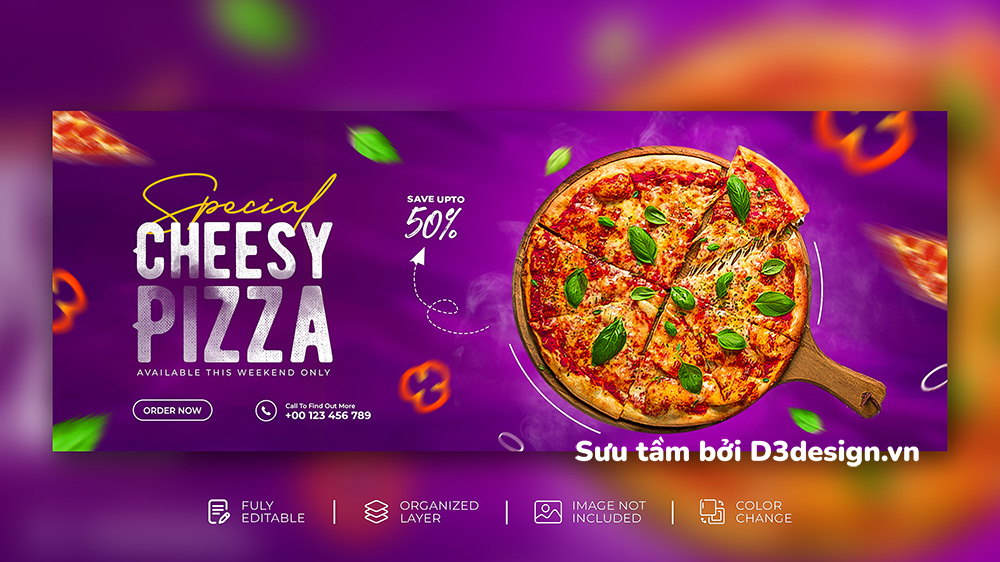 Special
CHEESY
PIZZA
AVAILABLE THIS WEEKEND ONLY
ORDER NOW
Call To Find Out More
+00 123 456 789
SAVE UPTO
50%
Sưu tầm bởi D3design.vn
FULY
EDITABLE
ORGANIZED
LAYER
IMAGE NOT
INCLUDED
COLOR
CHANGE